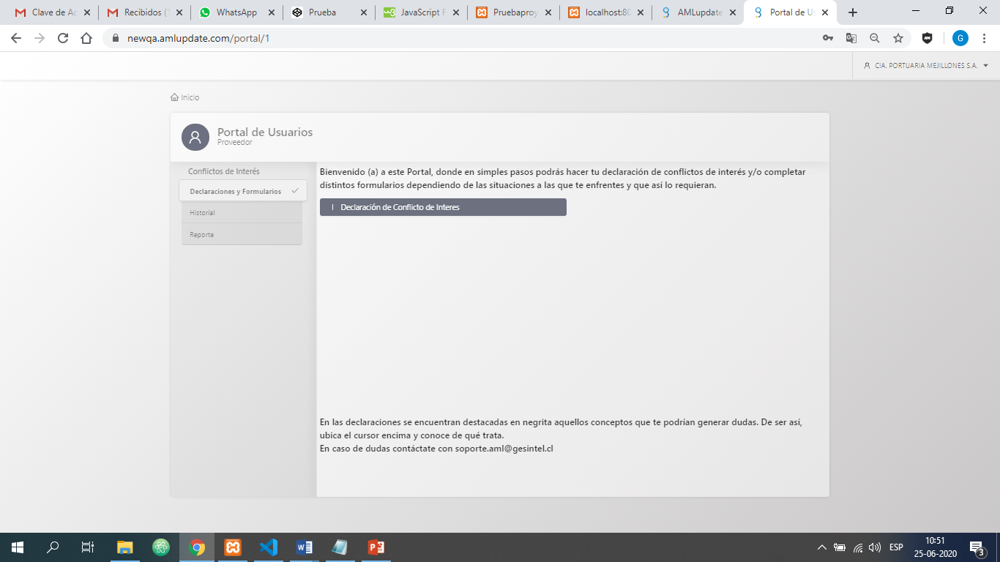 Clave de Ac
Recibidos (
WhatsApp
Prueba
JavaScript F
Pruebaproy
localhost:80
AMLupdate
Portal de Us
newqa.amlupdate.com/portal/1
G
CIA. PORTUARIA MEJILLONES S.A.
Inicio
Portal de Usuarios
Proveedor
Conflictos de Interés
Declaraciones y Formularios
Historial
Reporte
Bienvenido (a) a este Portal, donde en simples pasos podrás hacer tu declaración de conflictos de interés y/o completar
distintos formularios dependiendo de las situaciones a las que te enfrentes y que así lo requieran.
I Declaración de Conflicto de Interes
En las declaraciones se encuentran destacadas en negrita aquellos conceptos que te podrían generar dudas. De ser así,
ubica el cursor encima y conoce de qué trata.
En caso de dudas contáctate con soporte.aml@gesintel.cl
ESP
10:51
25-06-2020
3